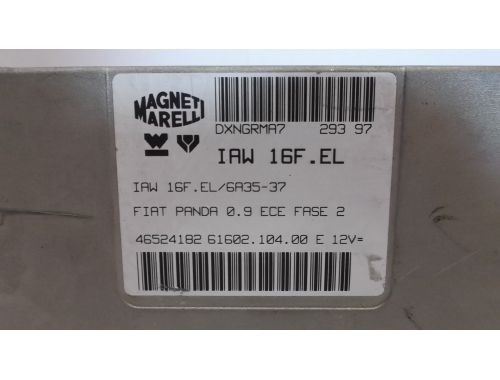 MAGNETI
MARELLI
DXNGRMA7 293 97
IAW 16F.EL
IAW 16F.EL/6A35-37
FIAT PANDA 0.9 ECE FASE 2
46524182 61602.104.00 E 12V=